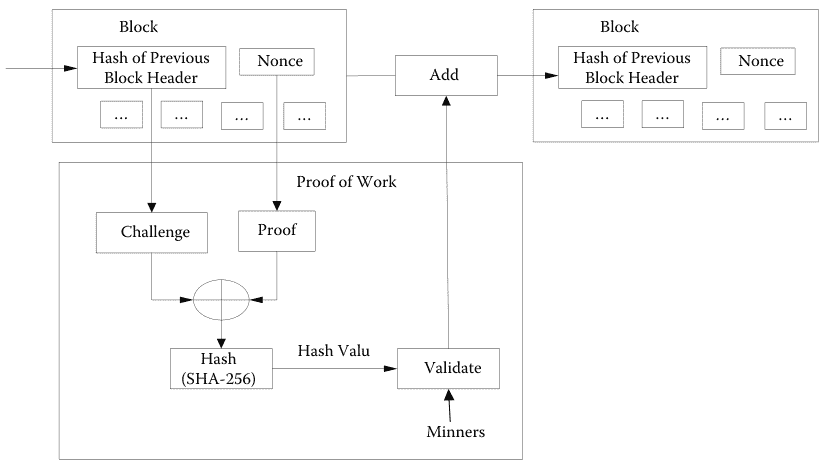 Block
Hash of Previous
Block Header
Nonce
...
...
...
...
Add
Block
Hash of Previous
Block Header
Nonce
...
...
...
...
Proof of Work
Challenge
Proof
Hash
(SHA-256)
Hash Valu
Validate
Minners